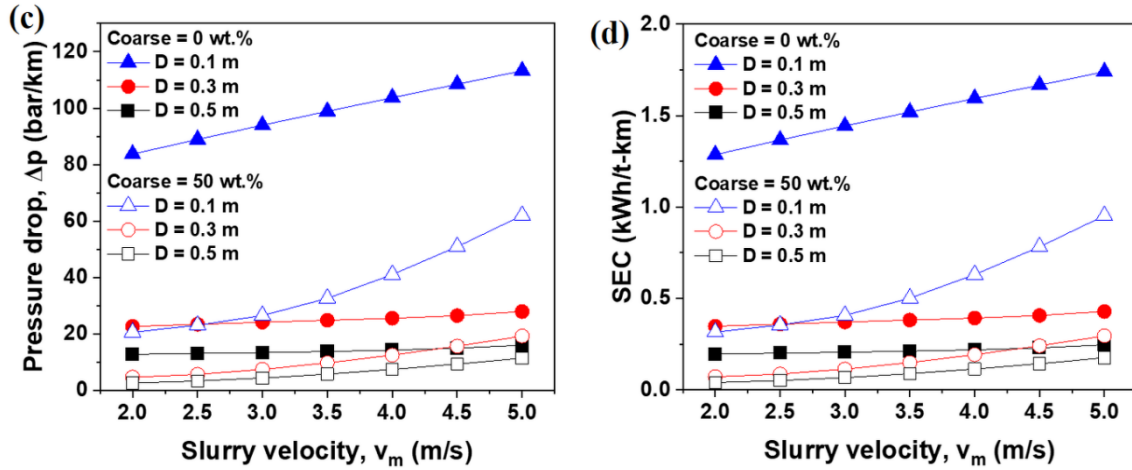 (c)
Pressure drop, Δp (bar/km)
120
100
80
60
40
20
0
Coarse = 0 wt.%
D = 0.1 m
D = 0.3 m
D = 0.5 m
Coarse = 50 wt.%
D = 0.1 m
D = 0.3 m
D = 0.5 m
2.0 2.5 3.0 3.5 4.0 4.5 5.0
Slurry velocity, vₘ (m/s)
(d)
SEC (kWh/t-km)
2.0
1.5
1.0
0.5
0.0
Coarse = 0 wt.%
D = 0.1 m
D = 0.3 m
D = 0.5 m
Coarse = 50 wt.%
D = 0.1 m
D = 0.3 m
D = 0.5 m
2.0 2.5 3.0 3.5 4.0 4.5 5.0
Slurry velocity, vₘ (m/s)